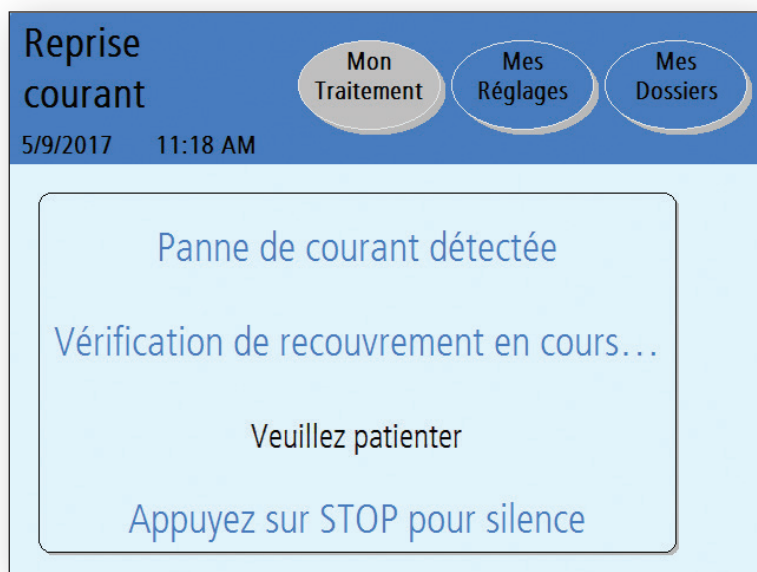 Reprise
courant
5/9/2017 11:18 AM
Mon
Traitement
Mes
Réglages
Mes
Dossiers
Panne de courant détectée
Vérification de recouvrement en cours...
Veuillez patienter
Appuyez sur STOP pour silence